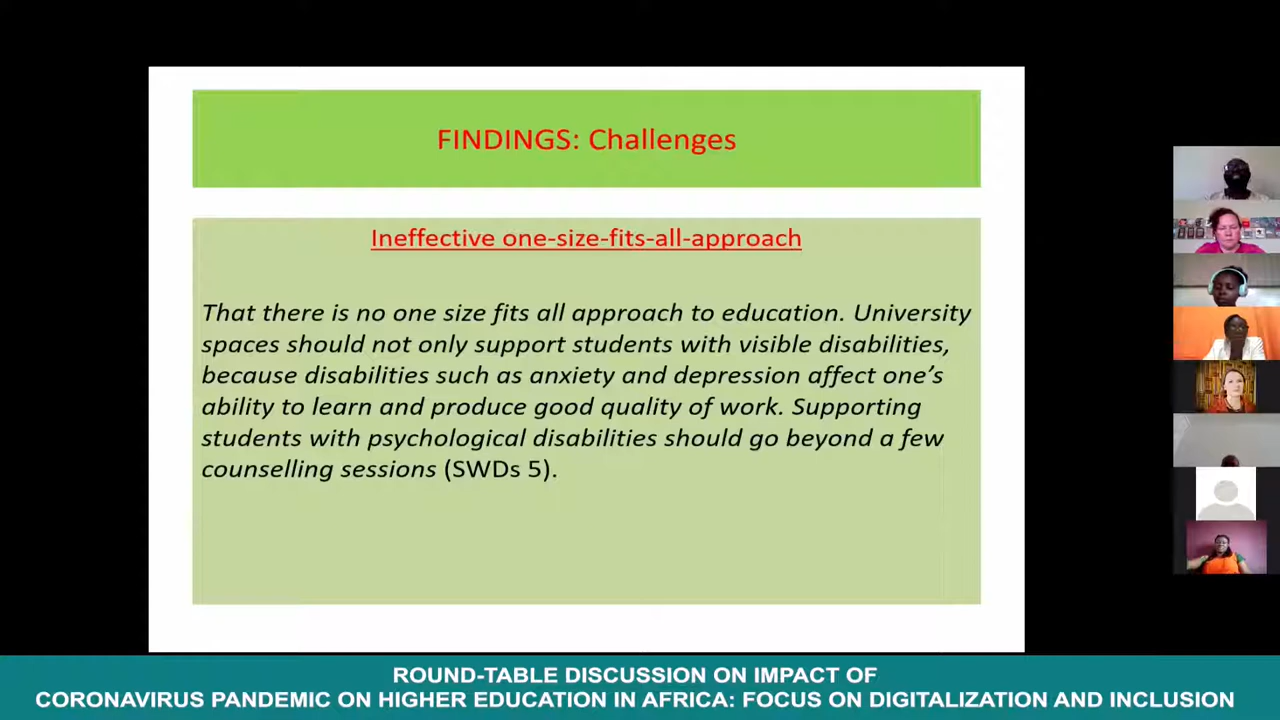 FINDINGS: Challenges
Ineffective one-size-fits-all-approach
That there is no one size fits all approach to education. University
spaces should not only support students with visible disabilities,
because disabilities such as anxiety and depression affect one’s
ability to learn and produce good quality of work. Supporting
students with psychological disabilities should go beyond a few
counselling sessions (SWDs 5).
ROUND-TABLE DISCUSSION ON IMPACT OF
CORONAVIRUS PANDEMIC ON HIGHER EDUCATION IN AFRICA: FOCUS ON DIGITALIZATION AND INCLUSION